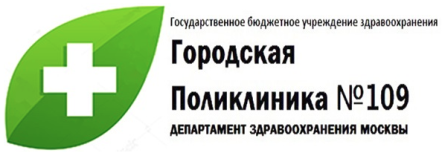 Государственное бюджетное учреждение здравоохранения
Городская
Поликлиника №109
ДЕПАРТАМЕНТ ЗДРАВООХРАНЕНИЯ МОСКВЫ